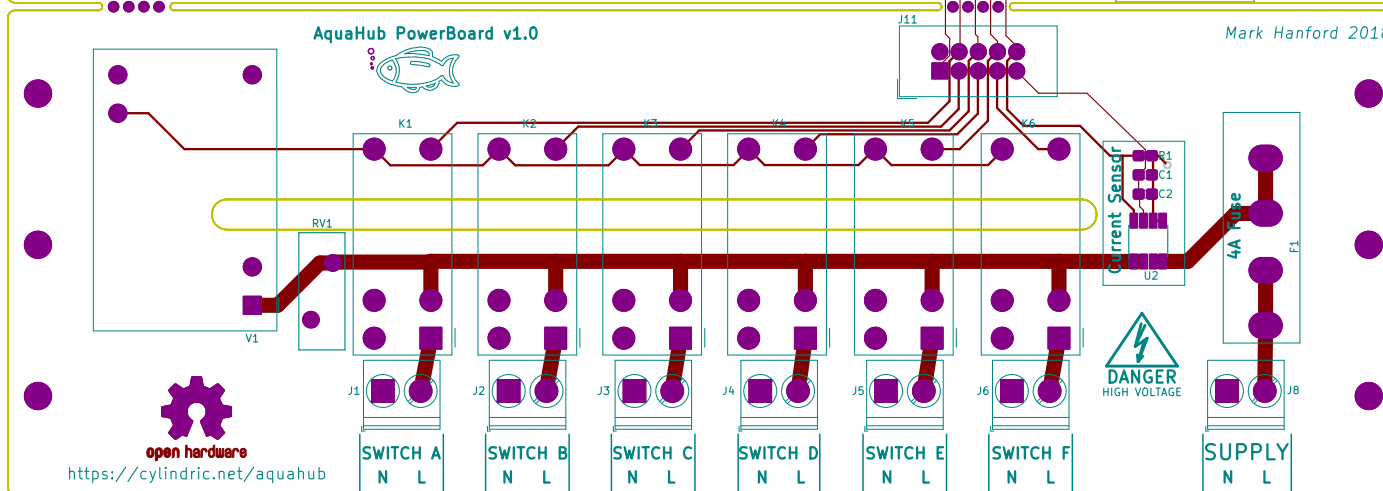 J11
AquaHub PowerBoard v1.0
Mark Hanford 2018
K1 K2 K3 K4 K5 K6
R1
C1
Current Sensor
C2
4A Fuse
RV1
F1
U2
V1
DANGER
HIGH VOLTAGE
J1 J2 J3 J4 J5 J6 J8
open hardware
SWITCH A SWITCH B SWITCH C SWITCH D SWITCH E SWITCH F SUPPLY
https://cylindric.net/aquahub
N L N L N L N L N L N L N L